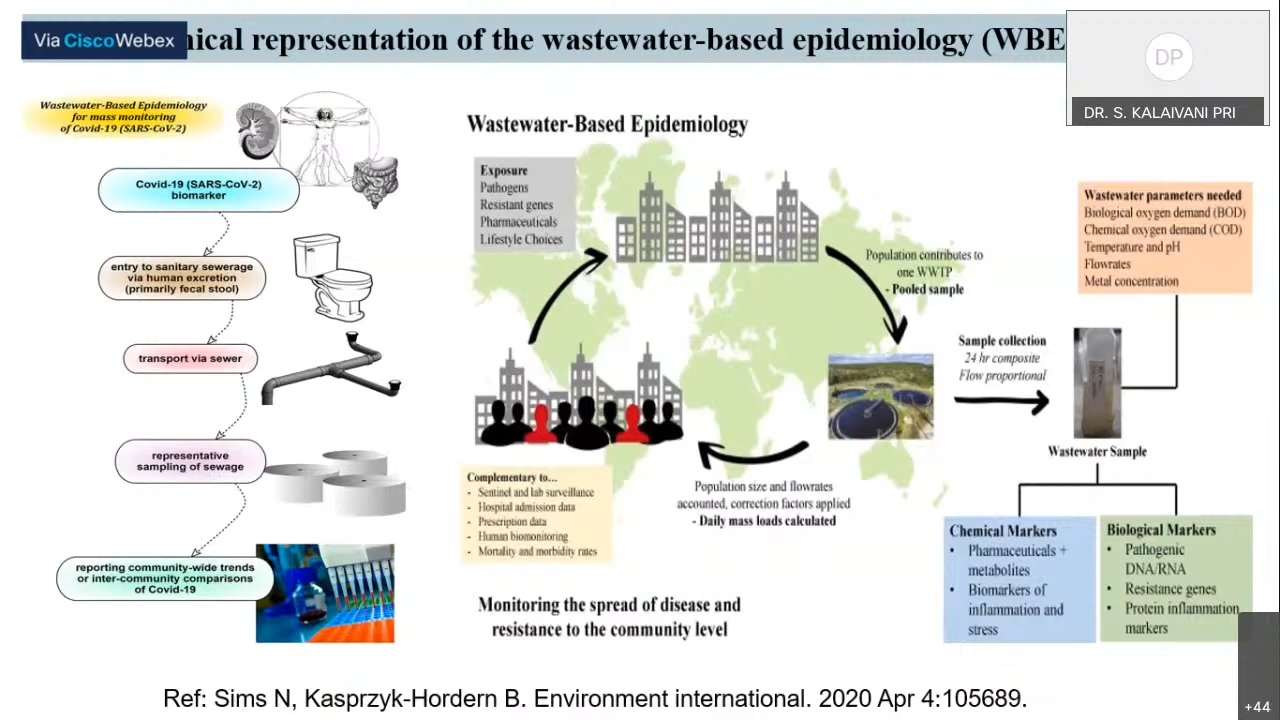 Via Cisco Webex
nical representation of the wastewater-based epidemiology (WBE
DP
DR. S. KALAIVANI PRI
Wastewater-Based Epidemiology
for mass monitoring
of Covid-19 (SARS-CoV-2)
Covid-19 (SARS-CoV-2)
biomarker
entry to sanitary sewerage
via human excretion
(primarily fecal stool)
transport via sewer
representative
sampling of sewage
reporting community-wide trends
or inter-community comparisons
of Covid-19
Wastewater-Based Epidemiology
Exposure
Pathogens
Resistant genes
Pharmaceuticals
Lifestyle Choices
Population contributes to
one WWTP
- Pooled sample
Wastewater parameters needed
Biological oxygen demand (BOD)
Chemical oxygen demand (COD)
Temperature and pH
Flowrates
Metal concentration
Sample collection
24 hr composite
Flow proportional
Wastewater Sample
Population size and flowrates
accounted, correction factors applied
- Daily mass loads calculated
Complementary to...
- Sentinel and lab surveillance
- Hospital admission data
- Prescription data
- Human biomonitoring
- Mortality and morbidity rates
Chemical Markers
• Pharmaceuticals +
metabolites
• Biomarkers of
inflammation and
stress
Biological Markers
• Pathogenic
DNA/RNA
• Resistance genes
• Protein inflammation
markers
Monitoring the spread of disease and
resistance to the community level
Ref: Sims N, Kasprzyk-Hordern B. Environment international. 2020 Apr 4:105689.
+44